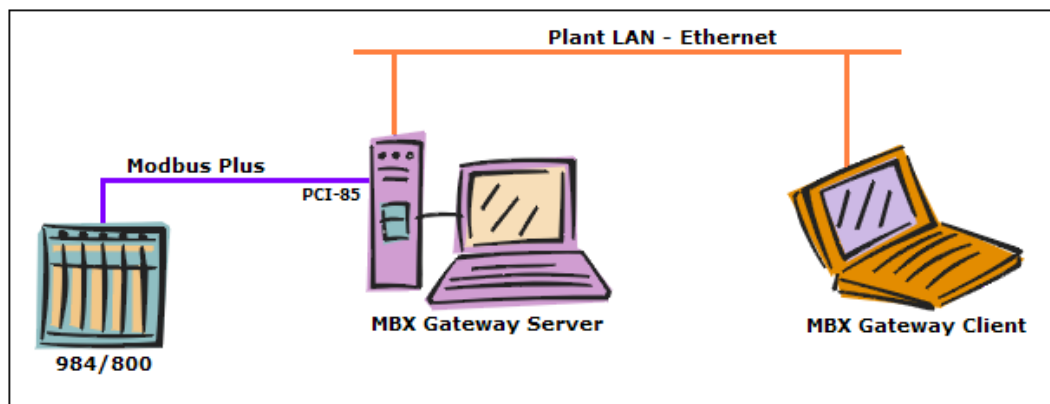 Plant LAN - Ethernet
Modbus Plus
PCI-85
MBX Gateway Server
MBX Gateway Client
984/800